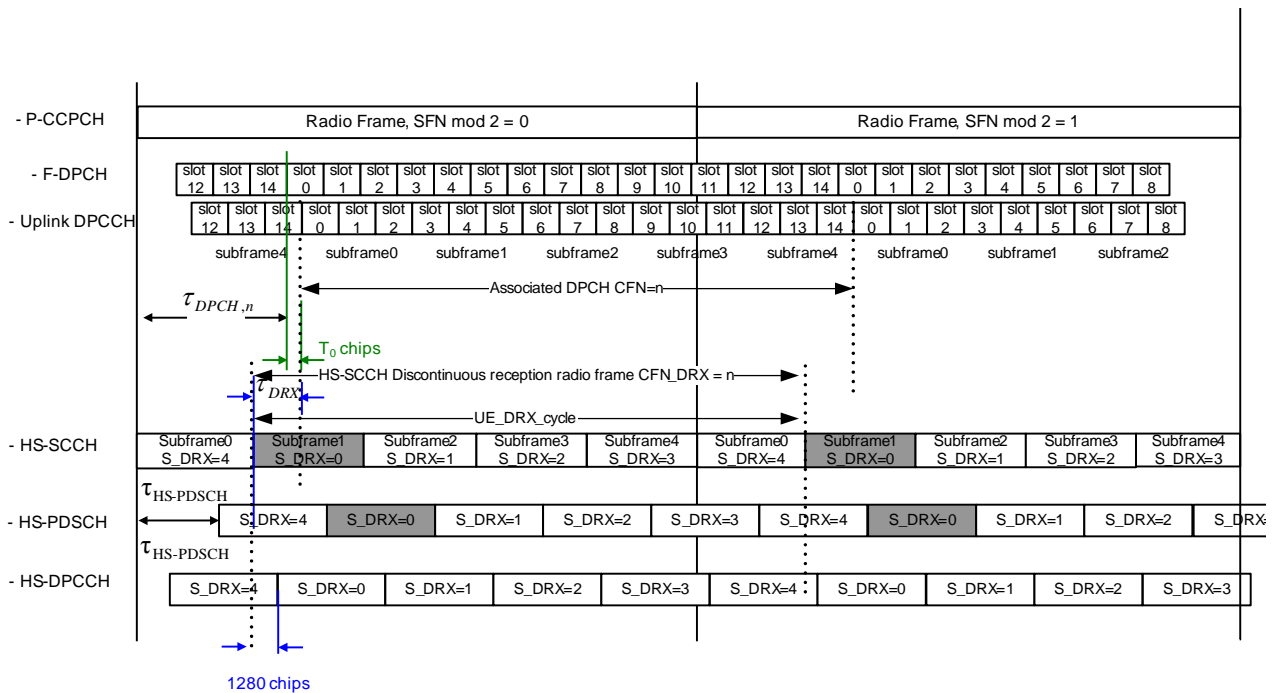 - P-CCPCH
Radio Frame, SFN mod 2 = 0
Radio Frame, SFN mod 2 = 1
- F-DPCH
slot 12 slot 13 slot 14 slot 0 slot 1 slot 2 slot 3 slot 4 slot 5 slot 6 slot 7 slot 8 slot 9 slot 10 slot 11 slot 12 slot 13 slot 14 slot 0 slot 1 slot 2 slot 3 slot 4 slot 5 slot 6 slot 7 slot 8
- Uplink DPCCH
slot 12 slot 13 slot 14 slot 0 slot 1 slot 2 slot 3 slot 4 slot 5 slot 6 slot 7 slot 8 slot 9 slot 10 slot 11 slot 12 slot 13 slot 14 slot 0 slot 1 slot 2 slot 3 slot 4 slot 5 slot 6 slot 7 slot 8
subframe4 subframe0 subframe1 subframe2 subframe3 subframe4 subframe0 subframe1 subframe2
Associated DPCH CFN=n
τDPCH,n
T0 chips
HS-SCCH Discontinuous reception radio frame CFN_DRX = n
τDRX
UE_DRX_cycle
- HS-SCCH
Subframe0 Subframe1 Subframe2 Subframe3 Subframe4 Subframe0 Subframe1 Subframe2 Subframe3 Subframe4
S_DRX=4 S_DRX=0 S_DRX=1 S_DRX=2 S_DRX=3 S_DRX=4 S_DRX=0 S_DRX=1 S_DRX=2 S_DRX=3
τHS-PDSCH
- HS-PDSCH
S_DRX=4 S_DRX=0 S_DRX=1 S_DRX=2 S_DRX=3 S_DRX=4 S_DRX=0 S_DRX=1 S_DRX=2 S_DRX=
τHS-PDSCH
- HS-DPCCH
S_DRX=4 S_DRX=0 S_DRX=1 S_DRX=2 S_DRX=3 S_DRX=4 S_DRX=0 S_DRX=1 S_DRX=2 S_DRX=3
1280 chips